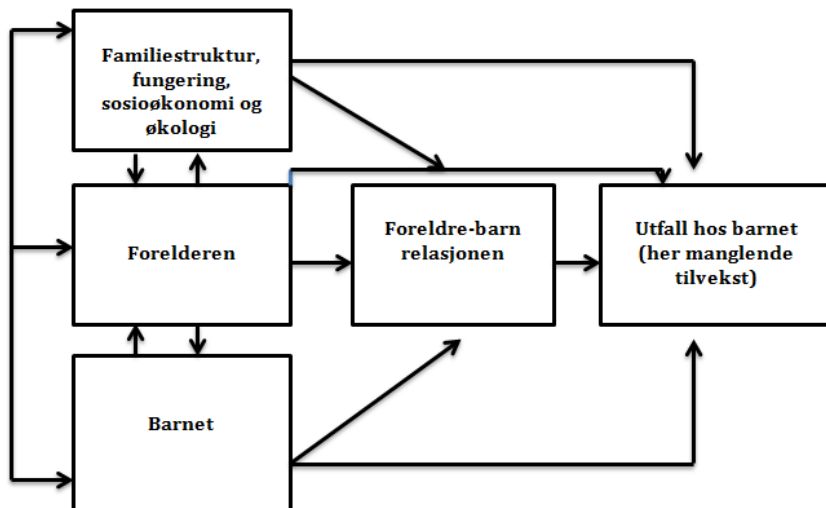 Familiestruktur,
fungering,
sosioøkonomi og
økologi
Forelderen
Foreldre-barn
relasjonen
Utfall hos barnet
(her manglende
tilvekst)
Barnet